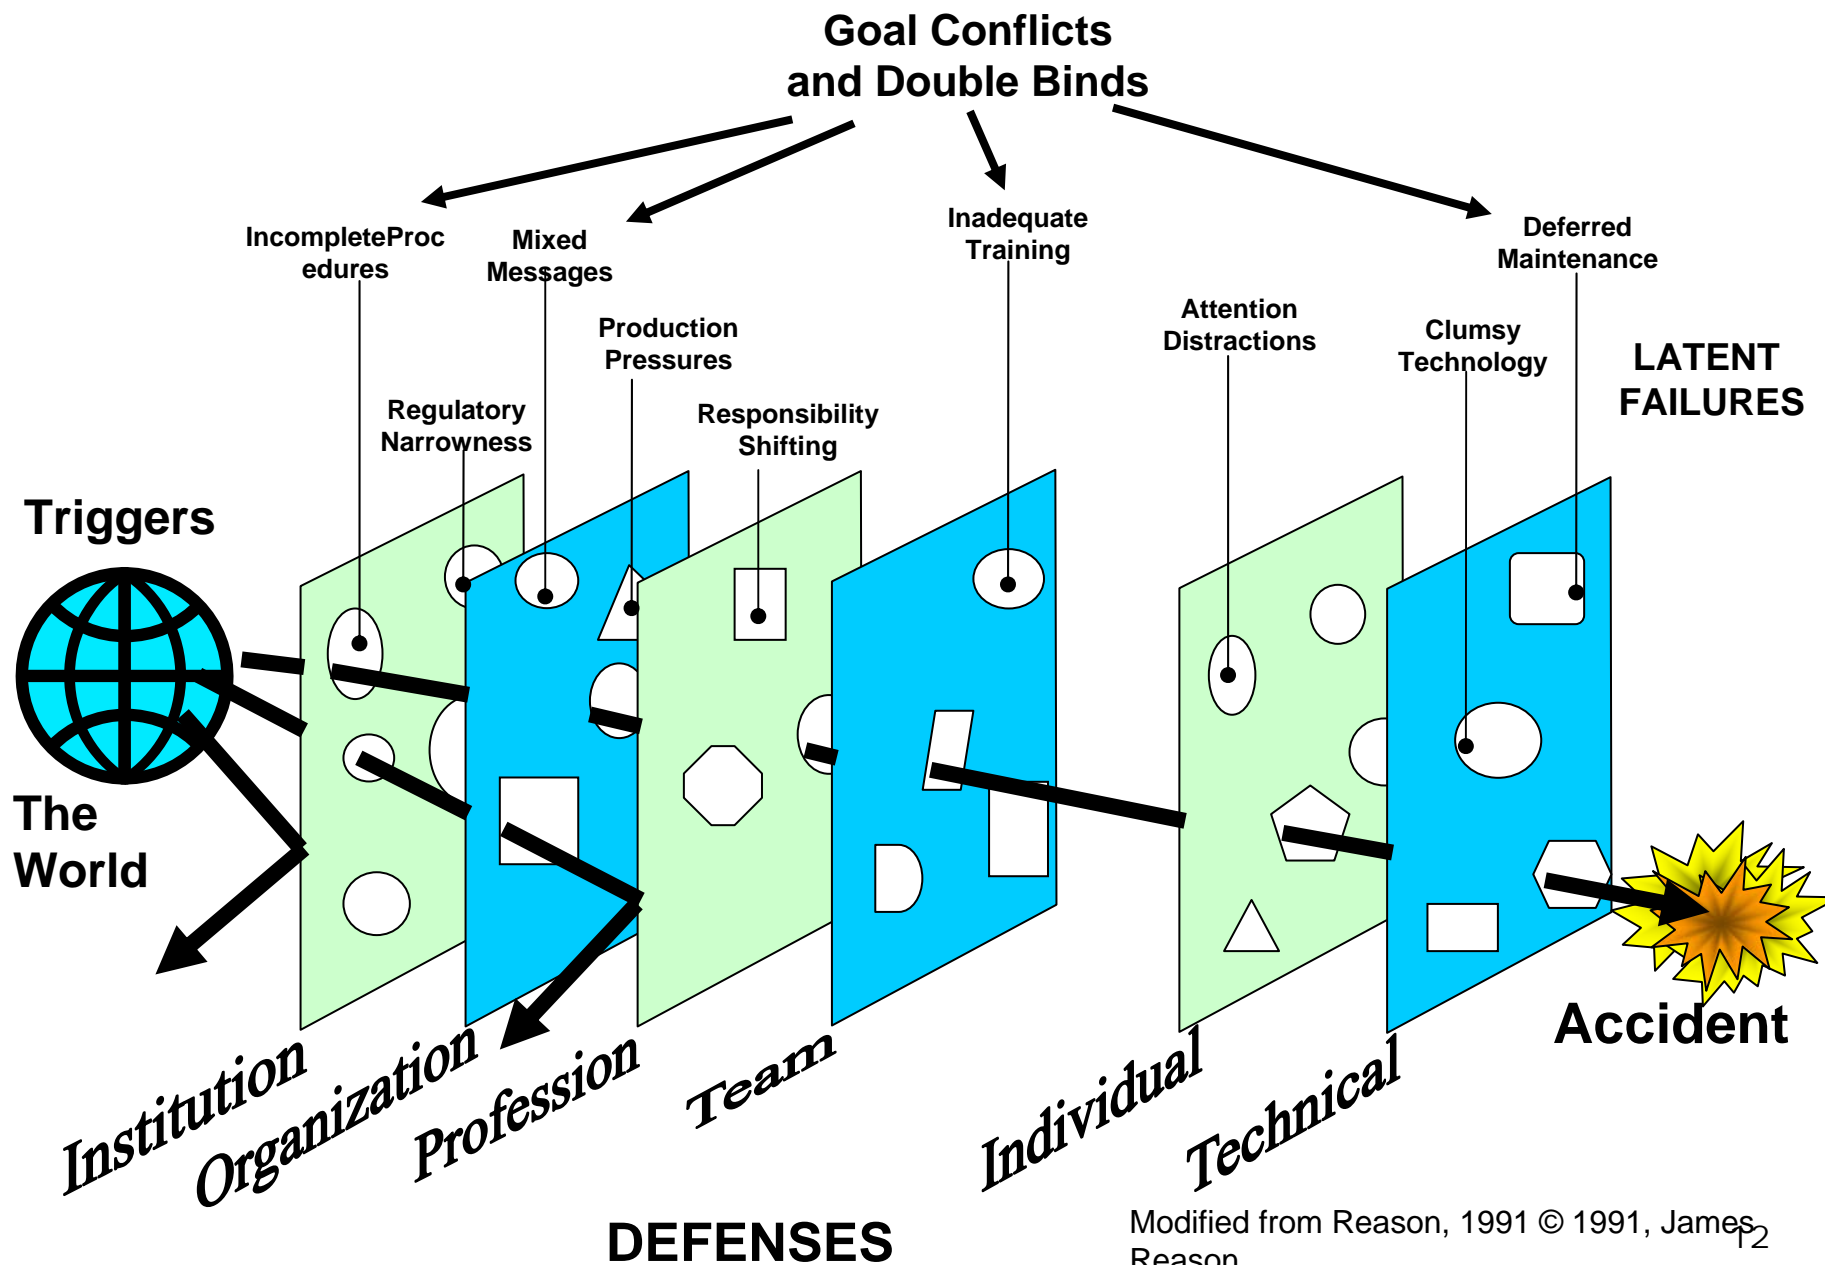 Goal Conflicts
and Double Binds
IncompleteProc
edures
Mixed
Messages
Inadequate
Training
Deferred
Maintenance
Production
Pressures
Attention
Distractions
Clumsy
Technology
LATENT
FAILURES
Regulatory
Narrowness
Responsibility
Shifting
Triggers
The
World
Accident
Institution
Organization
Profession
Team
Individual
Technical
DEFENSES
Modified from Reason, 1991 © 1991, James
Reason
12